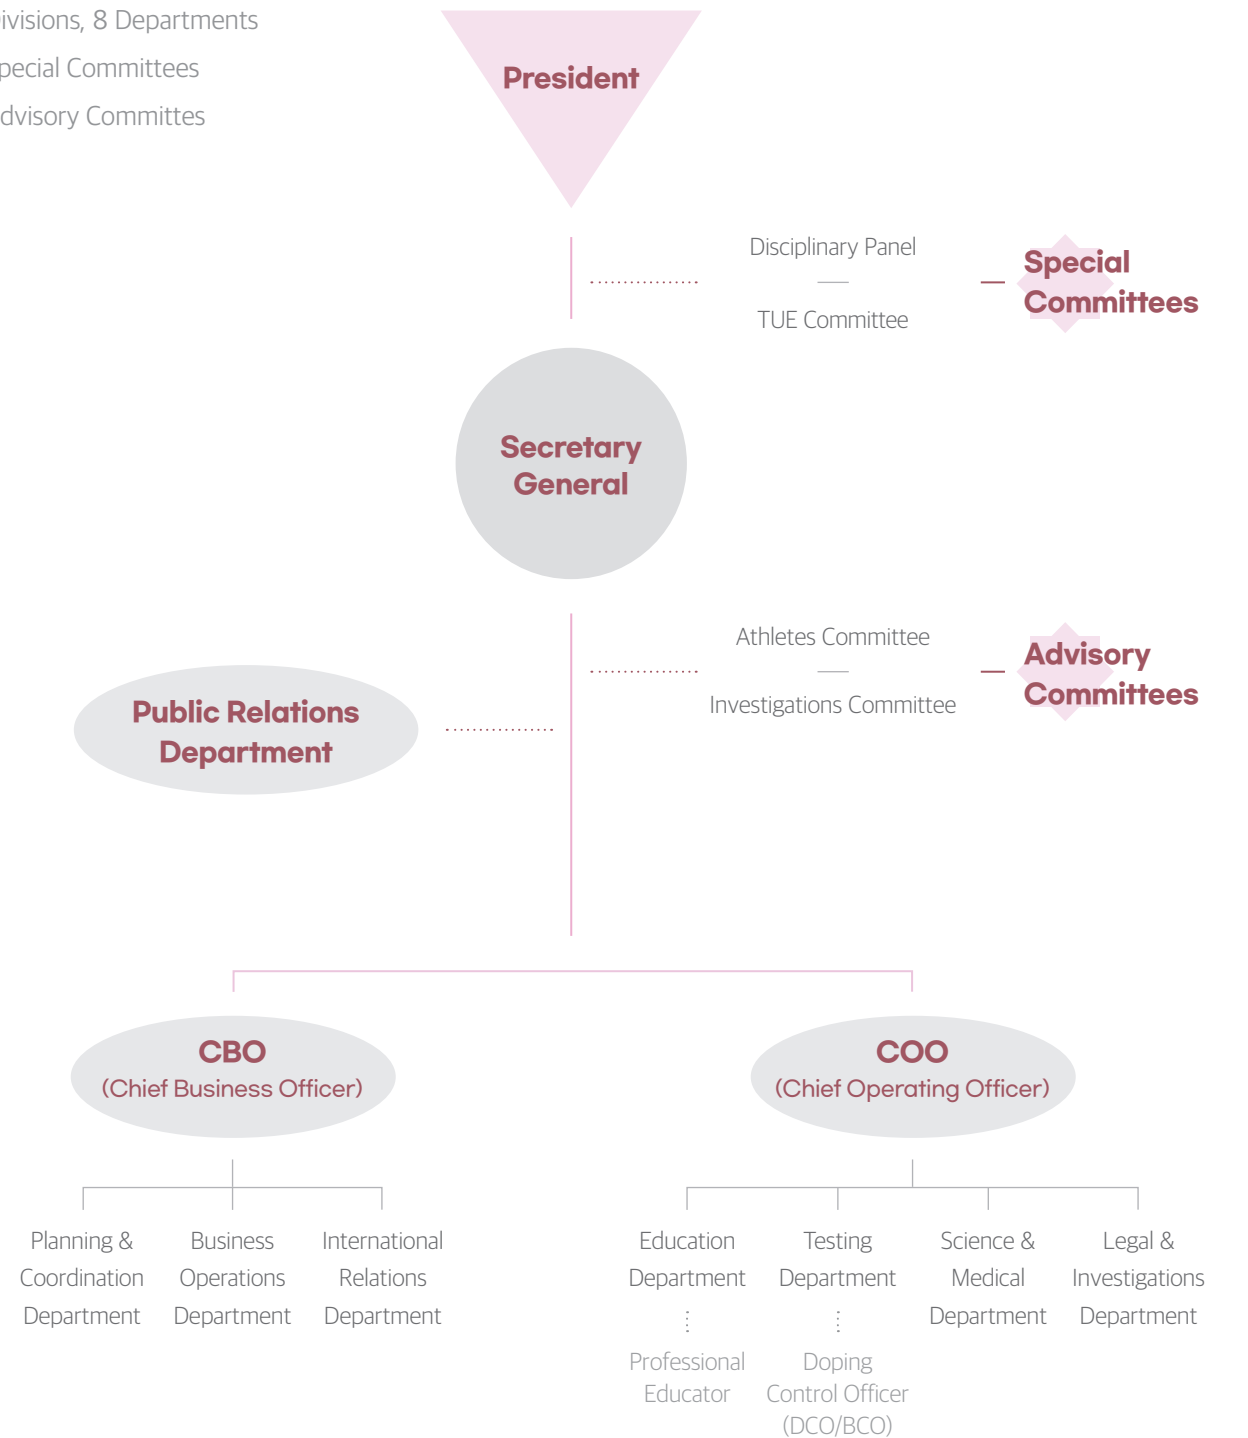 ivisions, 8 Departments
pecial Committees
dvisory Committes
President
Disciplinary Panel
TUE Committee
Special
Committees
Secretary
General
Athletes Committee
Investigations Committee
Advisory
Committees
Public Relations
Department
CBO
(Chief Business Officer)
COO
(Chief Operating Officer)
Planning &
Coordination
Department
Business
Operations
Department
International
Relations
Department
Education
Department
Professional
Educator
Testing
Department
Doping
Control Officer
(DCO/BCO)
Science &
Medical
Department
Legal &
Investigations
Department